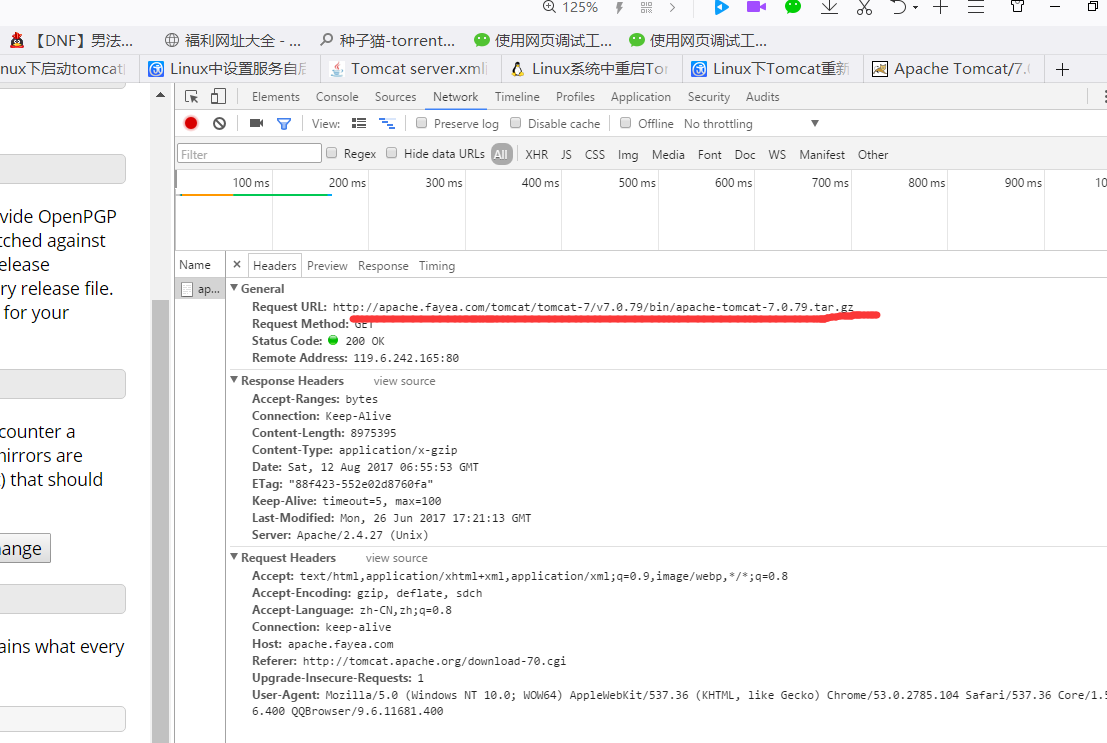 125%
【DNF】男法...
福利网址大全 - ...
种子猫-torrent...
使用网页调试工...
使用网页调试工...
nux下启动tomcat
Linux中设置服务自启
Tomcat server.xml
Linux系统中重启Tom
Linux下Tomcat重新
Apache Tomcat/7.0
Elements Console Sources Network Timeline Profiles Application Security Audits
View: Preserve log Disable cache Offline No throttling
Filter Regex Hide data URLs All XHR JS CSS Img Media Font Doc WS Manifest Other
100 ms 200 ms 300 ms 400 ms 500 ms 600 ms 700 ms 800 ms 900 ms 10
vide OpenPGP
tched against
elease
ry release file.
for your
counter a
mirrors are
) that should
ange
ains what every
Name
ap...
× Headers Preview Response Timing
General
Request URL: http://apache.fayea.com/tomcat/tomcat-7/v7.0.79/bin/apache-tomcat-7.0.79.tar.gz
Request Method: GET
Status Code: 200 OK
Remote Address: 119.6.242.165:80
Response Headers view source
Accept-Ranges: bytes
Connection: Keep-Alive
Content-Length: 8975395
Content-Type: application/x-gzip
Date: Sat, 12 Aug 2017 06:55:53 GMT
ETag: "88f423-552e02d8760fa"
Keep-Alive: timeout=5, max=100
Last-Modified: Mon, 26 Jun 2017 17:21:13 GMT
Server: Apache/2.4.27 (Unix)
Request Headers view source
Accept: text/html,application/xhtml+xml,application/xml;q=0.9,image/webp,*/*;q=0.8
Accept-Encoding: gzip, deflate, sdch
Accept-Language: zh-CN,zh;q=0.8
Connection: keep-alive
Host: apache.fayea.com
Referer: http://tomcat.apache.org/download-70.cgi
Upgrade-Insecure-Requests: 1
User-Agent: Mozilla/5.0 (Windows NT 10.0; WOW64) AppleWebKit/537.36 (KHTML, like Gecko) Chrome/53.0.2785.104 Safari/537.36 Core/1.5
6.400 QQBrowser/9.6.11681.400